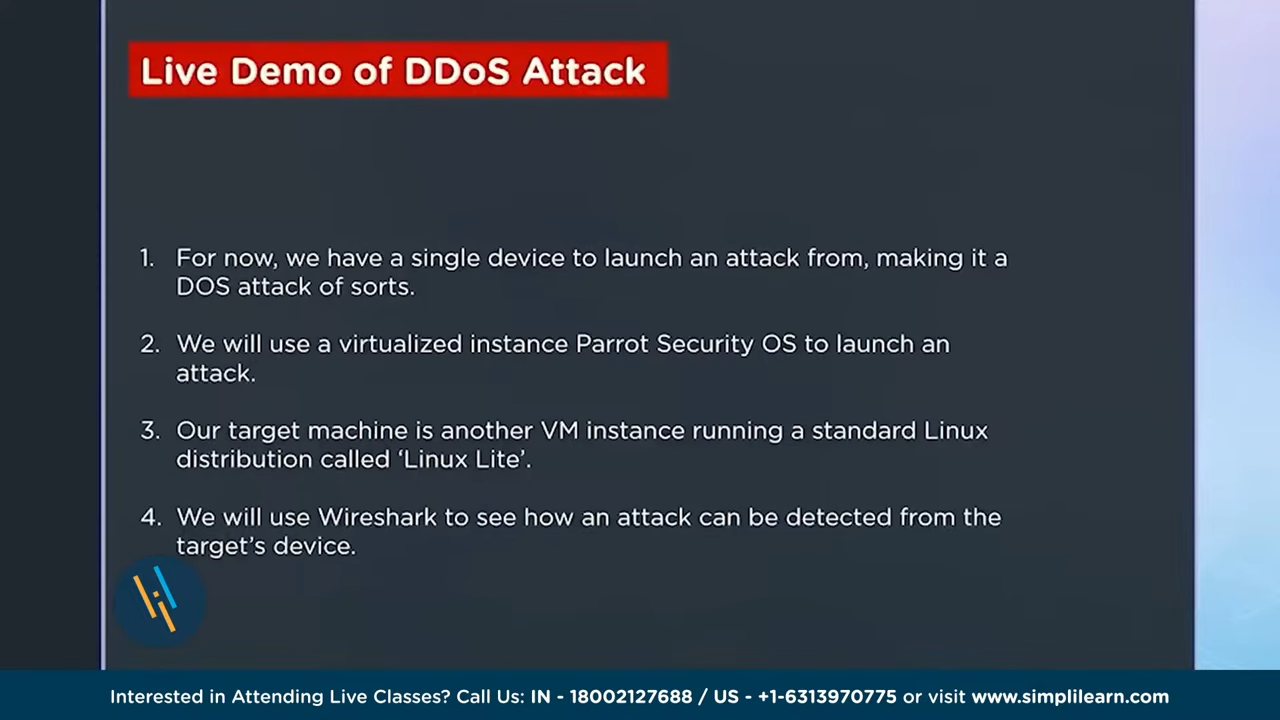 Live Demo of DDoS Attack
1. For now, we have a single device to launch an attack from, making it a
DOS attack of sorts.
2. We will use a virtualized instance Parrot Security OS to launch an
attack.
3. Our target machine is another VM instance running a standard Linux
distribution called ‘Linux Lite’.
4. We will use Wireshark to see how an attack can be detected from the
target’s device.
Interested in Attending Live Classes? Call Us: IN - 18002127688 / US - +1-6313970775 or visit www.simplilearn.com